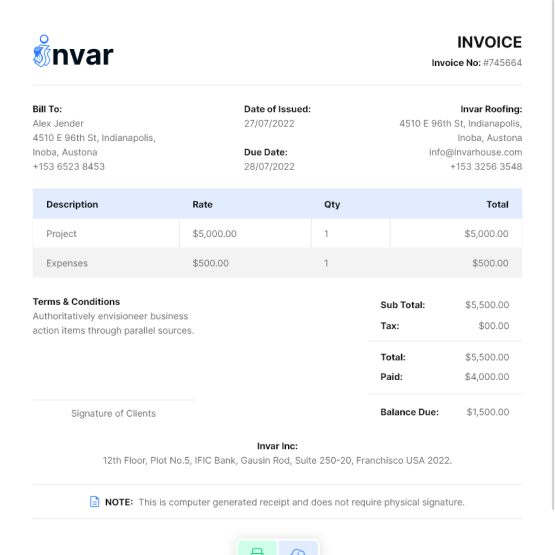 invar
INVOICE
Invoice No: #745664
Bill To:
Alex Jender
4510 E 96th St, Indianapolis,
Inoba, Austona
+153 6523 8453
Date of Issued:
27/07/2022
Due Date:
28/07/2022
Invar Roofing:
4510 E 96th St, Indianapolis,
Inoba, Austona
info@invarhouse.com
+153 3256 3548
Description Rate Qty Total
Project $5,000.00 1 $5,000.00
Expenses $500.00 1 $500.00
Terms & Conditions
Authoritatively envisioneer business
action items through parallel sources.
Signature of Clients
Sub Total: $5,500.00
Tax: $00.00
Total: $5,500.00
Paid: $4,000.00
Balance Due: $1,500.00
Invar Inc:
12th Floor, Plot No.5, IFIC Bank, Gausin Rod, Suite 250-20, Franchisco USA 2022.
NOTE: This is computer generated receipt and does not require physical signature.